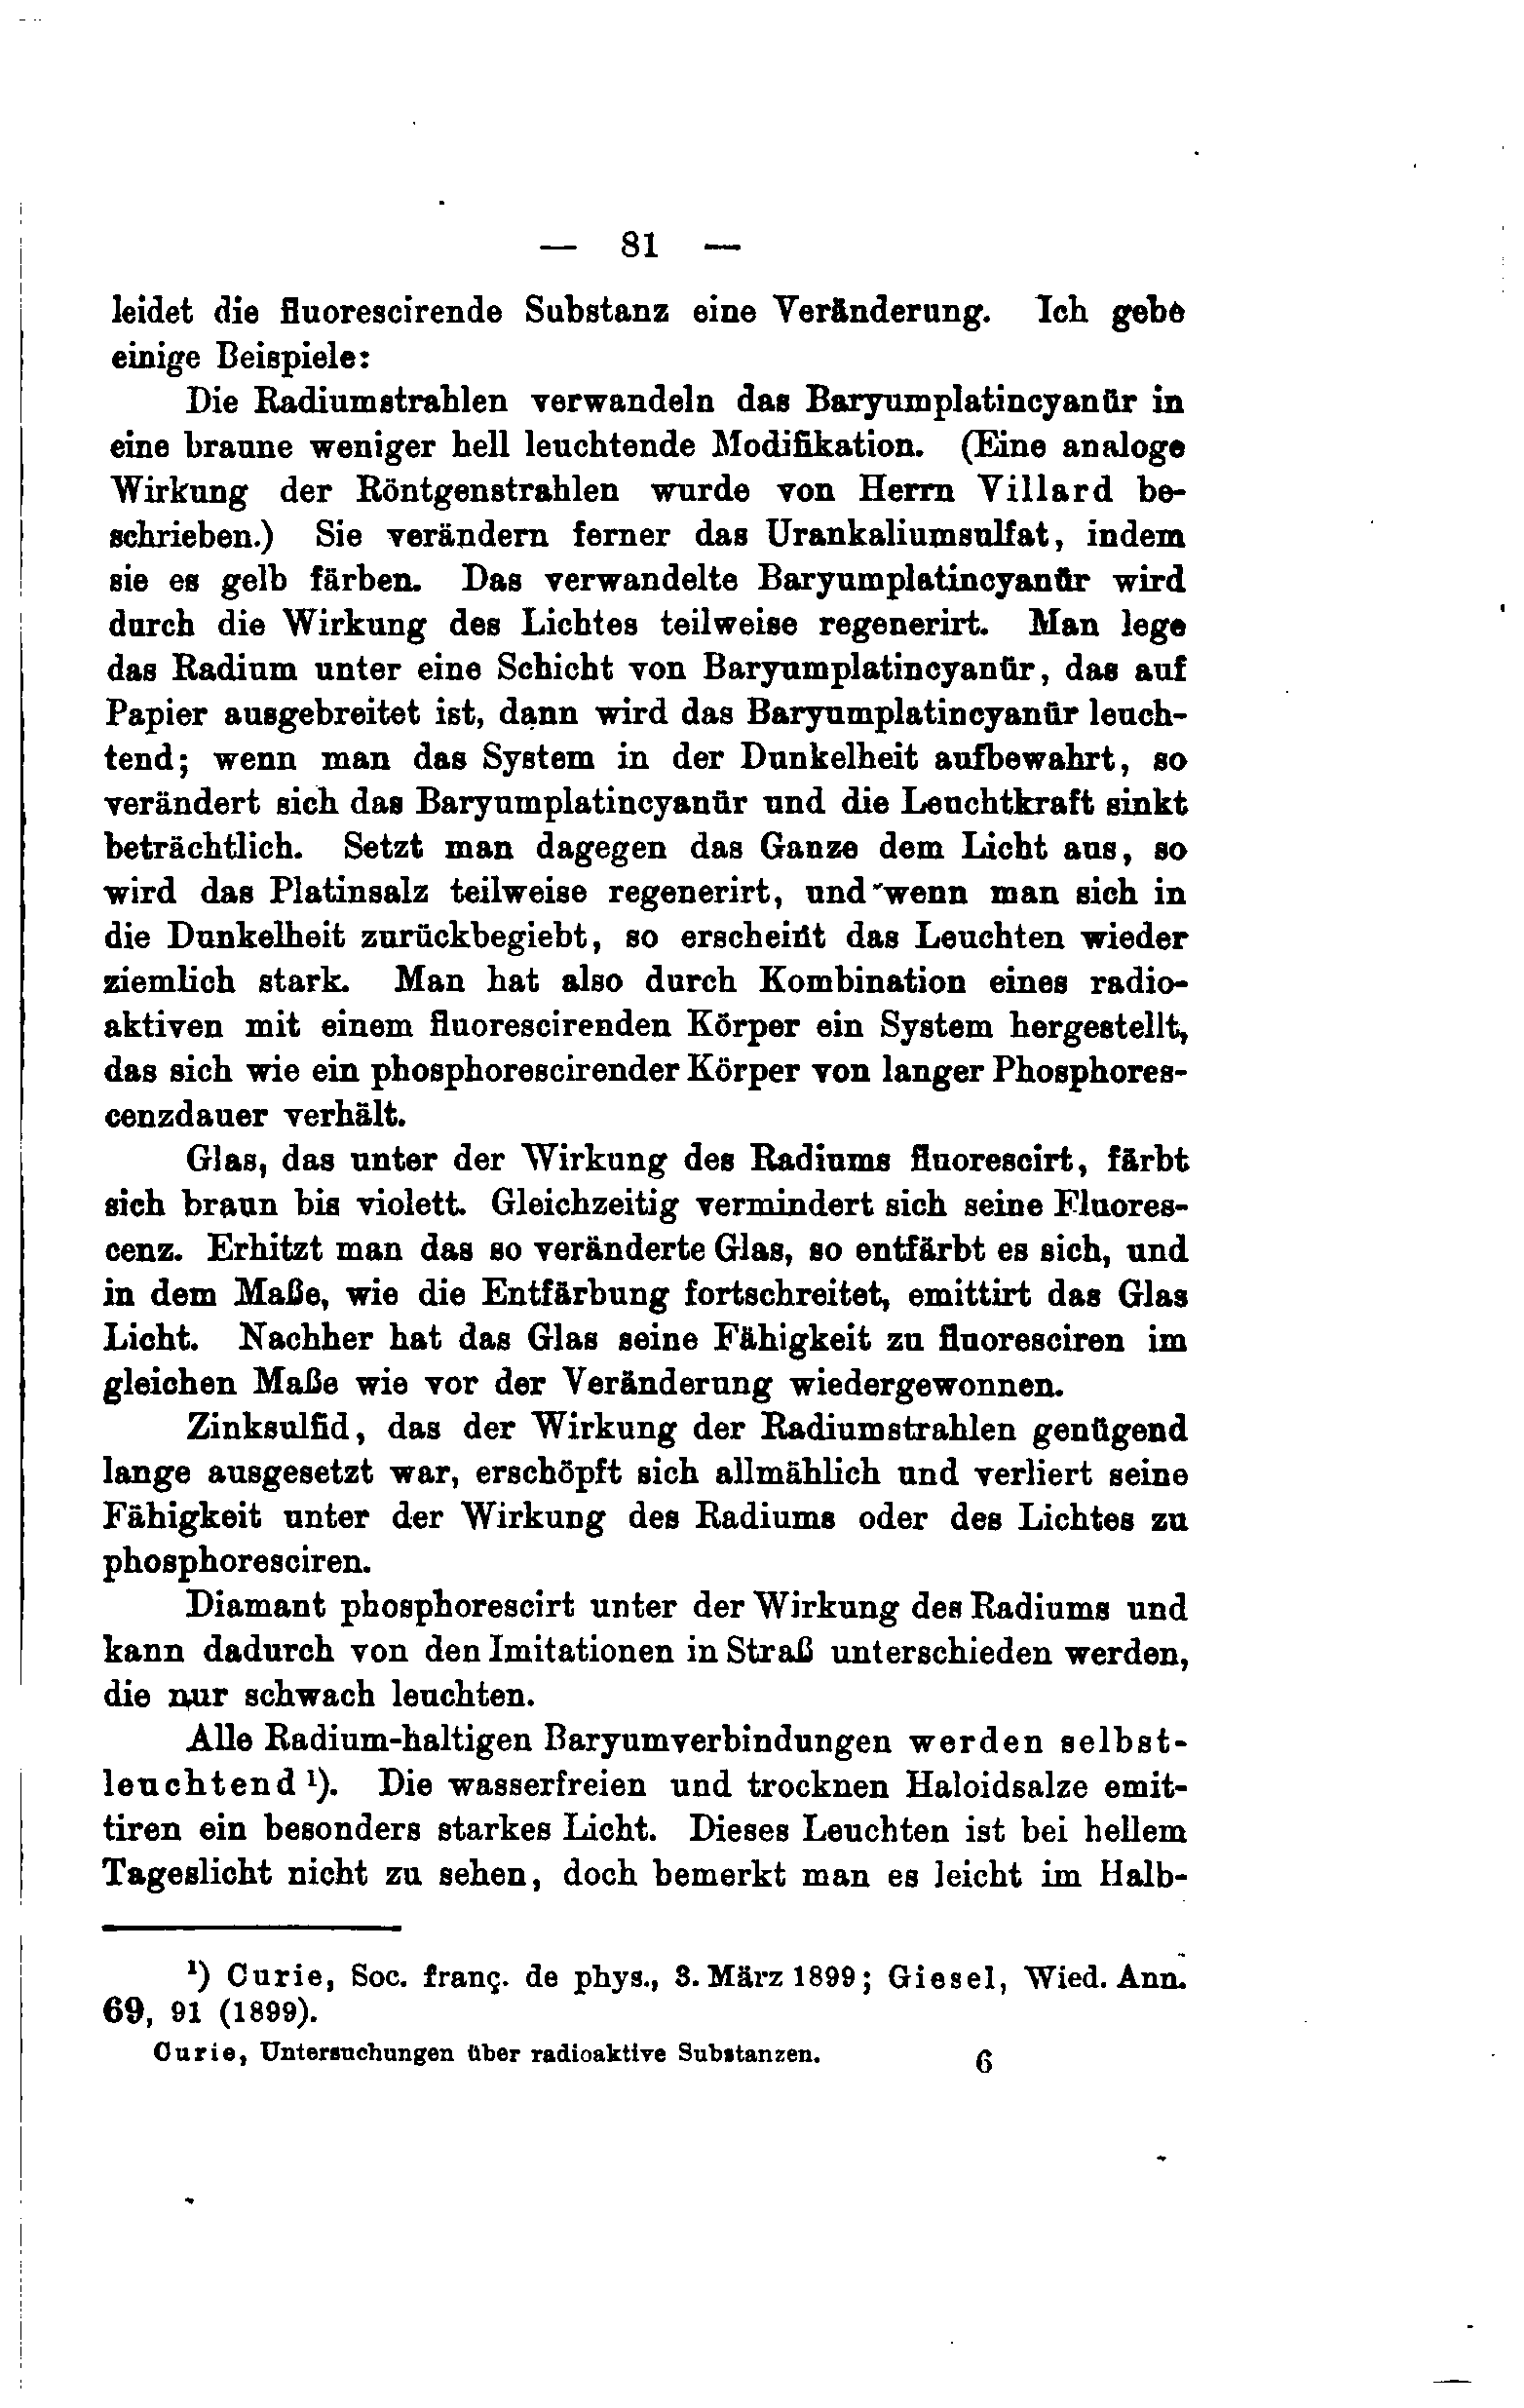 — 81 —
leidet die fluorescirende Substanz eine Veränderung. Ich gebe
einige Beispiele:
Die Radiumstrahlen verwandeln das Baryumplatincyanür in
eine braune weniger hell leuchtende Modifikation. (Eine analoge
Wirkung der Röntgenstrahlen wurde von Herrn Villard be-
schrieben.) Sie verändern ferner das Urankaliumsulfat, indem
sie es gelb färben. Das verwandelte Baryumplatincyanür wird
durch die Wirkung des Lichtes teilweise regenerirt. Man lege
das Radium unter eine Schicht von Baryumplatincyanür, das auf
Papier ausgebreitet ist, dann wird das Baryumplatincyanür leuch-
tend; wenn man das System in der Dunkelheit aufbewahrt, so
verändert sich das Baryumplatincyanür und die Leuchtkraft sinkt
beträchtlich. Setzt man dagegen das Ganze dem Licht aus, so
wird das Platinsalz teilweise regenerirt, und wenn man sich in
die Dunkelheit zurückbegiebt, so erscheint das Leuchten wieder
ziemlich stark. Man hat also durch Kombination eines radio-
aktiven mit einem fluorescirenden Körper ein System hergestellt,
das sich wie ein phosphorescirender Körper von langer Phosphores-
cenzdauer verhält.
Glas, das unter der Wirkung des Radiums fluorescirt, färbt
sich braun bis violett. Gleichzeitig vermindert sich seine Fluores-
cenz. Erhitzt man das so veränderte Glas, so entfärbt es sich, und
in dem Maße, wie die Entfärbung fortschreitet, emittirt das Glas
Licht. Nachher hat das Glas seine Fähigkeit zu fluoresciren im
gleichen Maße wie vor der Veränderung wiedergewonnen.
Zinksulfid, das der Wirkung der Radiumstrahlen genügend
lange ausgesetzt war, erschöpft sich allmählich und verliert seine
Fähigkeit unter der Wirkung des Radiums oder des Lichtes zu
phosphoresciren.
Diamant phosphorescirt unter der Wirkung des Radiums und
kann dadurch von den Imitationen in Straß unterschieden werden,
die nur schwach leuchten.
Alle Radium-haltigen Baryumverbindungen werden selbst-
leuchtend ¹). Die wasserfreien und trocknen Haloidsalze emit-
tiren ein besonders starkes Licht. Dieses Leuchten ist bei hellem
Tageslicht nicht zu sehen, doch bemerkt man es leicht im Halb-
¹) Curie, Soc. franç. de phys., 3. März 1899; Giesel, Wied. Ann.
69, 91 (1899).
Curie, Untersuchungen über radioaktive Substanzen. 6